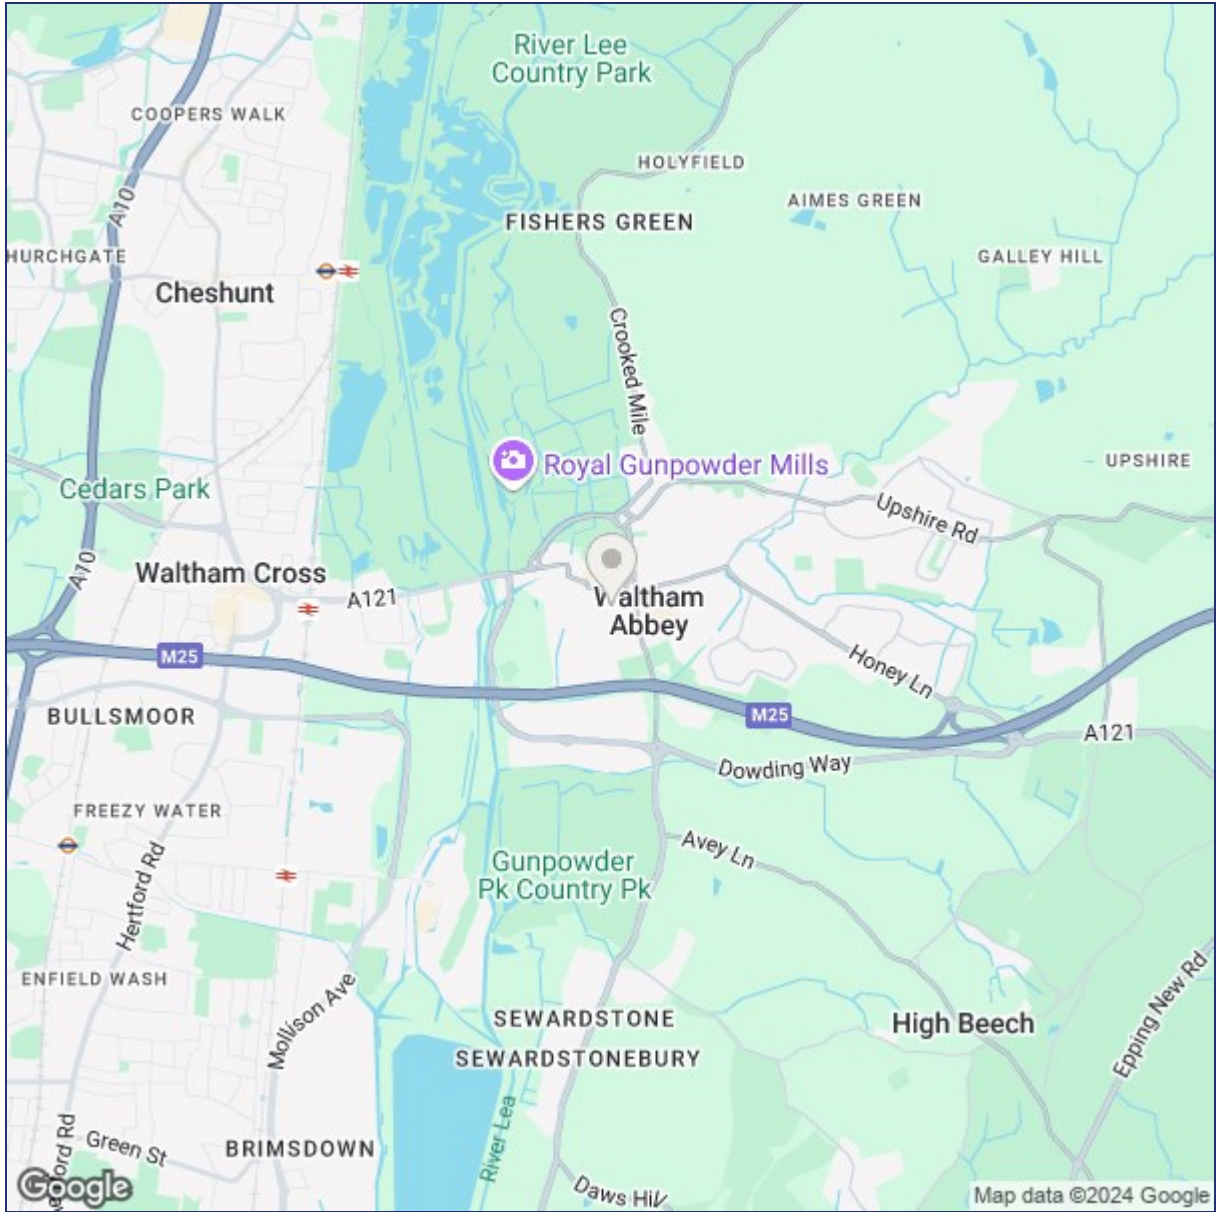 River Lee
Country Park
COOPERS WALK
HOLYFIELD
A10
AIMES GREEN
FISHERS GREEN
HURCHGATE
GALLEY HILL
Cheshunt
Crooked Mile
Royal Gunpowder Mills
UPSHIRE
Cedars Park
Upshire Rd
A10
Waltham Cross
A121
Waltham
Abbey
M25
Honey Ln
BULLSMOOR
M25
A121
Dowding Way
FREEZY WATER
Avey Ln
Gunpowder
Pk Country Pk
Hertford Rd
ENFIELD WASH
Mollison Ave
SEWARDSTONE
High Beech
Epping New Rd
SEWARDSTONEBURY
River Lea
Green St
BRIMSDOWN
Google
Daws Hil
Map data ©2024 Google